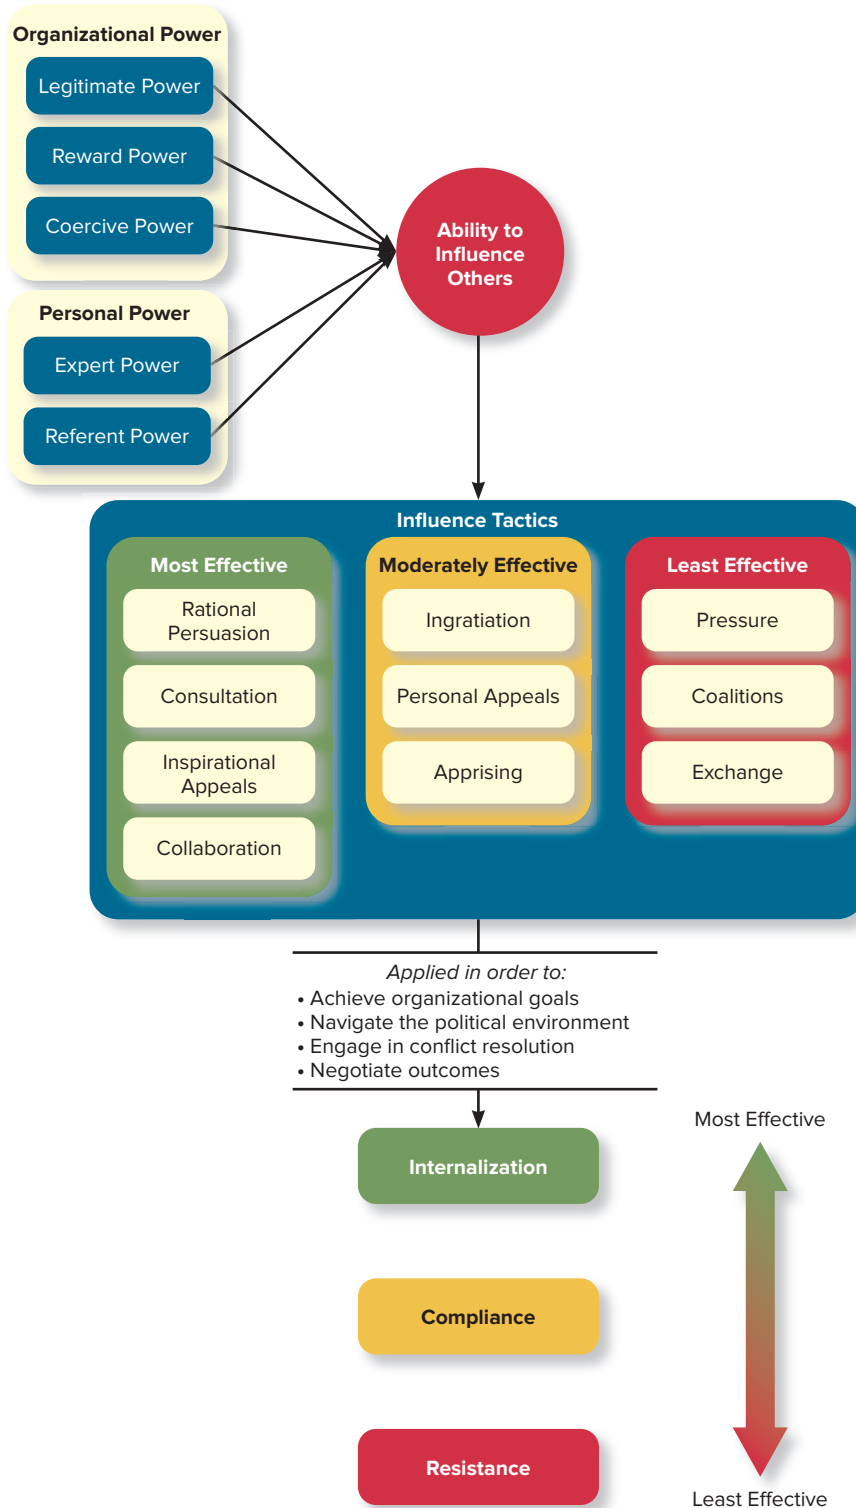 Organizational Power
Legitimate Power
Reward Power
Coercive Power
Personal Power
Expert Power
Referent Power
Ability to
Influence
Others
Influence Tactics
Most Effective
Rational
Persuasion
Consultation
Inspirational
Appeals
Collaboration
Moderately Effective
Ingratiation
Personal Appeals
Apprising
Least Effective
Pressure
Coalitions
Exchange
Applied in order to:
• Achieve organizational goals
• Navigate the political environment
• Engage in conflict resolution
• Negotiate outcomes
Internalization
Compliance
Resistance
Most Effective
Least Effective